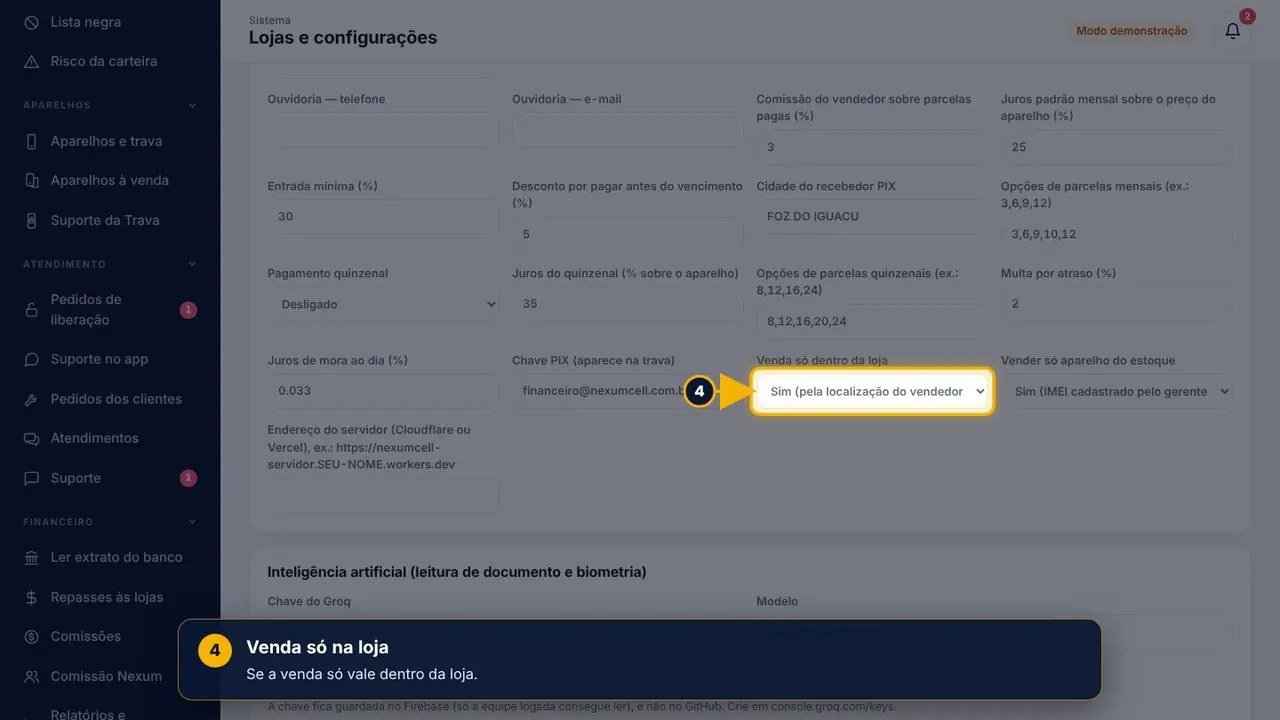 Lista negra
Risco da carteira
APARELHOS
Aparelhos e trava
Aparelhos à venda
Suporte da Trava
ATENDIMENTO
Pedidos de
liberação
1
Suporte no app
Pedidos dos clientes
Atendimentos
Suporte
1
FINANCEIRO
Ler extrato do banco
Repasses às lojas
Comissões
Comissão Nexum
Relatórios e
Sistema
Lojas e configurações
Modo demonstração
2
Ouvidoria — telefone
Ouvidoria — e-mail
Comissão do vendedor sobre parcelas
pagas (%)
3
Juros padrão mensal sobre o preço do
aparelho (%)
25
Entrada mínima (%)
30
Desconto por pagar antes do vencimento
(%)
5
Cidade do recebedor PIX
FOZ DO IGUACU
Opções de parcelas mensais (ex.:
3,6,9,12)
3,6,9,10,12
Pagamento quinzenal
Desligado
Juros do quinzenal (% sobre o aparelho)
35
Opções de parcelas quinzenais (ex.:
8,12,16,24)
8,12,16,20,24
Multa por atraso (%)
2
Juros de mora ao dia (%)
0.033
Chave PIX (aparece na trava)
financeiro@nexumcell.com.b
4
Venda só dentro da loja
Sim (pela localização do vendedor
Vender só aparelho do estoque
Sim (IMEI cadastrado pelo gerente
Endereço do servidor (Cloudflare ou
Vercel), ex.: https://nexumcell-
servidor.SEU-NOME.workers.dev
Inteligência artificial (leitura de documento e biometria)
Chave do Groq
Modelo
4
Venda só na loja
Se a venda só vale dentro da loja.
A chave fica guardada no Firebase (só a equipe logada consegue ler), e não no GitHub. Crie em console.groq.com/keys.